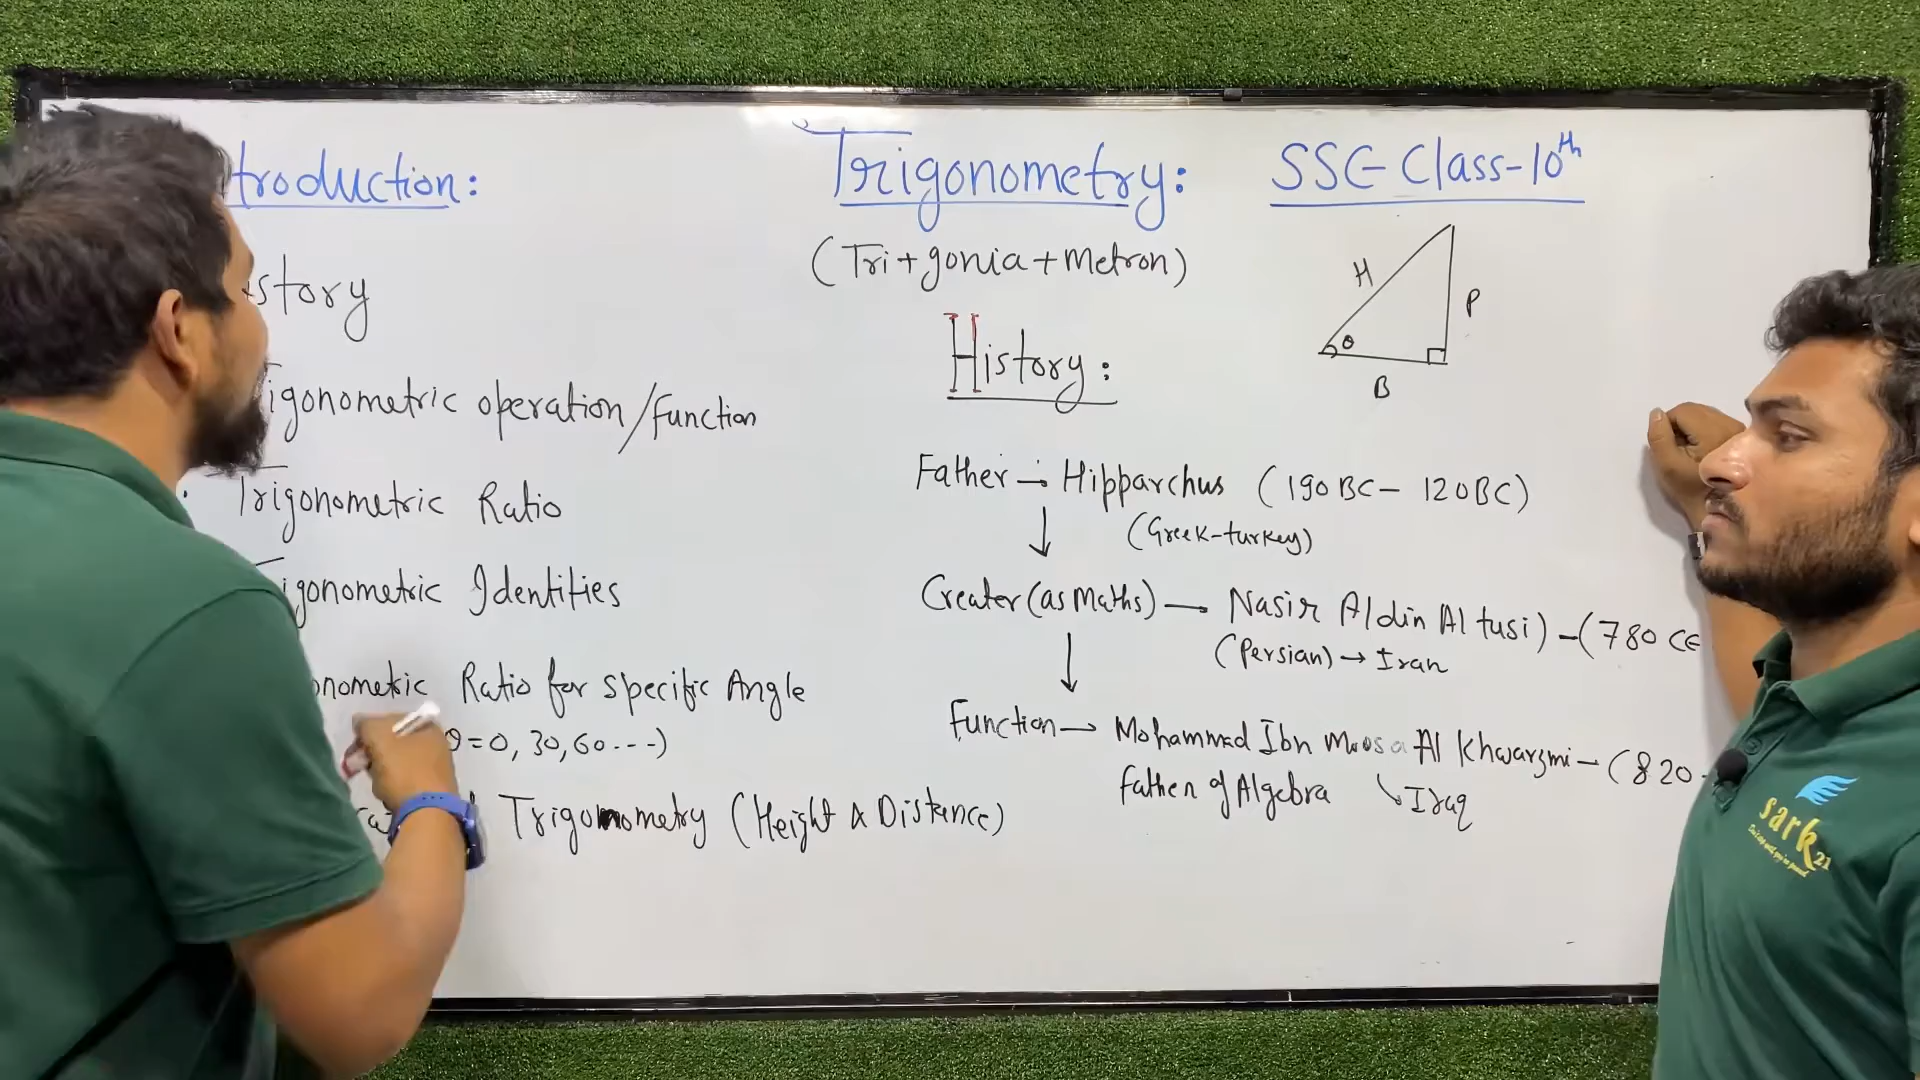 troduction:
story
igonometric operation/function
Trigonometric Ratio
igonometric Identities
onometric Ratio for specific Angle
θ=0, 30, 60---)
Trigonometry (Height & Distance)
Trigonometry:
(Tri+gonia+metron)
History:
Father - Hipparchus (190 BC - 120 BC)
(Greek-turkey)
Creater (as Maths) - Nasir Aldin Al tusi) - (780 CE
(Persian) → Iran
Function → Mohammad Ibn Moosa Al Khwarzmi - (820
father of Algebra
Iraq
SSC-Class-10th
H
P
θ
B
sark
21